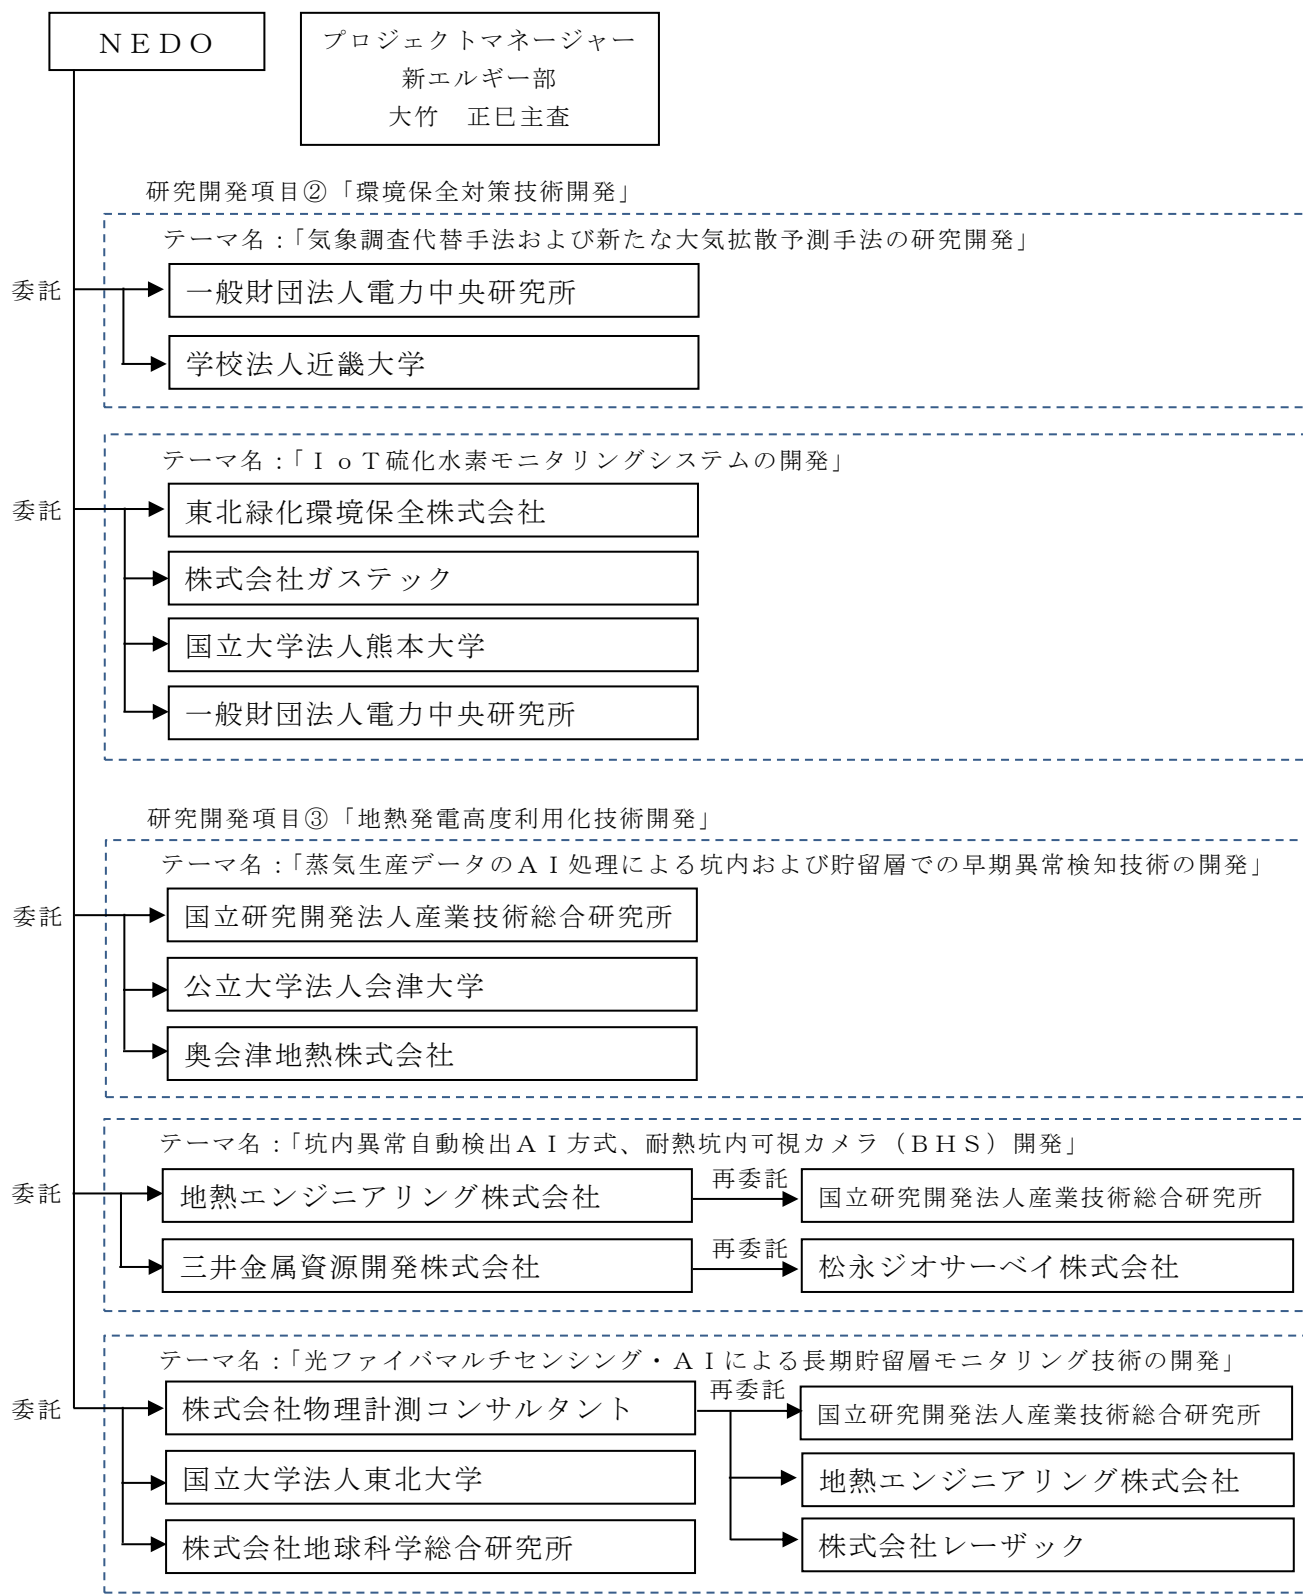 ＮＥＤＯ
プロジェクトマネージャー
新エルギー部
大竹　正巳主査
研究開発項目②「環境保全対策技術開発」
テーマ名：「気象調査代替手法および新たな大気拡散予測手法の研究開発」
委託
一般財団法人電力中央研究所
学校法人近畿大学
テーマ名：「ＩｏＴ硫化水素モニタリングシステムの開発」
委託
東北緑化環境保全株式会社
株式会社ガステック
国立大学法人熊本大学
一般財団法人電力中央研究所
研究開発項目③「地熱発電高度利用化技術開発」
テーマ名：「蒸気生産データのＡＩ処理による坑内および貯留層での早期異常検知技術の開発」
委託
国立研究開発法人産業技術総合研究所
公立大学法人会津大学
奥会津地熱株式会社
テーマ名：「坑内異常自動検出ＡＩ方式、耐熱坑内可視カメラ（ＢＨＳ）開発」
委託
地熱エンジニアリング株式会社
再委託
国立研究開発法人産業技術総合研究所
三井金属資源開発株式会社
再委託
松永ジオサーベイ株式会社
テーマ名：「光ファイバマルチセンシング・ＡＩによる長期貯留層モニタリング技術の開発」
委託
株式会社物理計測コンサルタント
再委託
国立研究開発法人産業技術総合研究所
国立大学法人東北大学
地熱エンジニアリング株式会社
株式会社地球科学総合研究所
株式会社レーザック